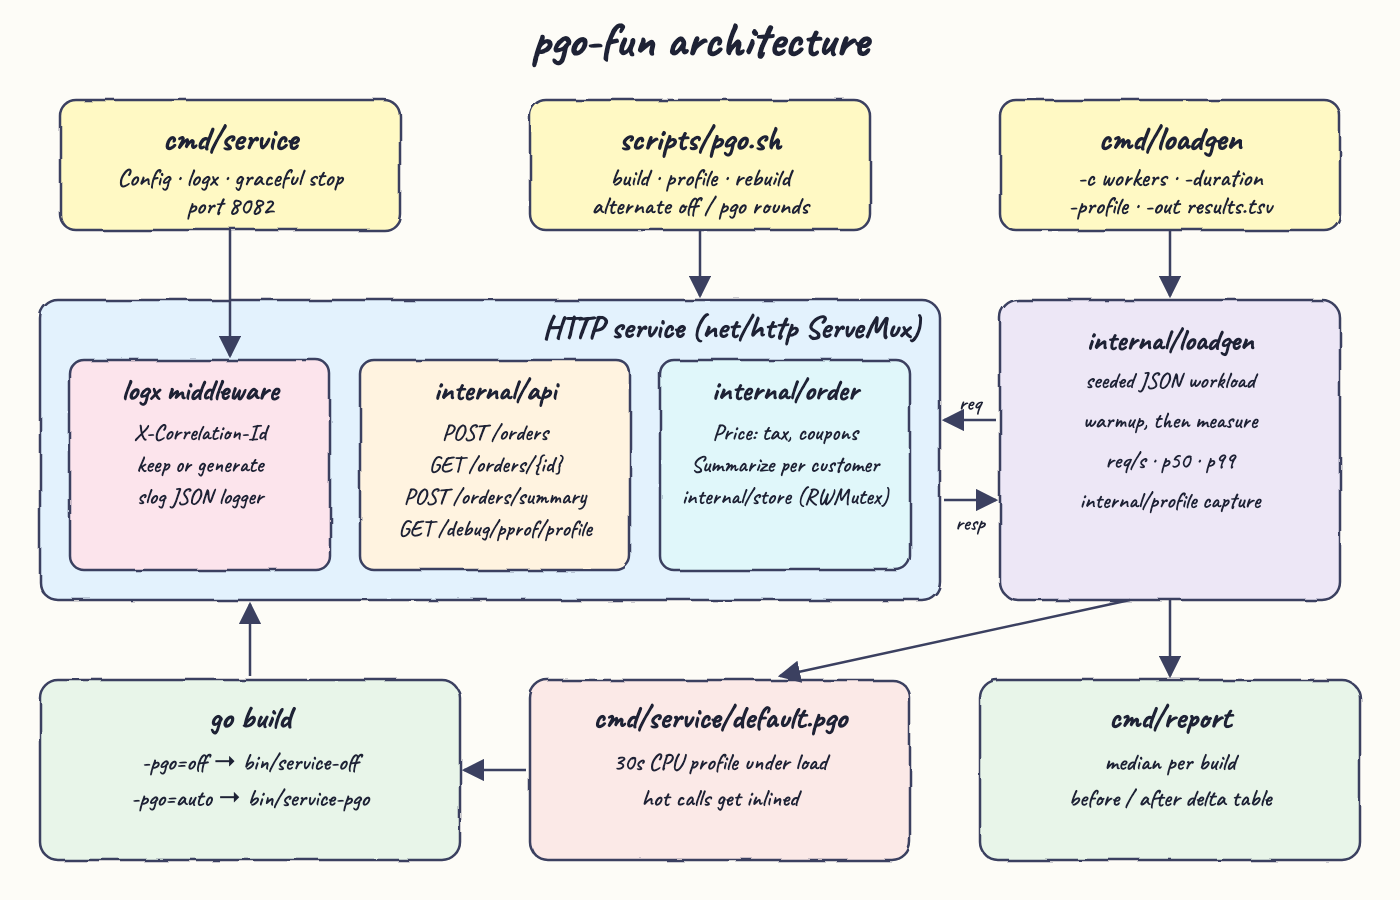 pgo-fun architecture
cmd/service
Config · logx · graceful stop
port 8082
scripts/pgo.sh
build · profile · rebuild
alternate off / pgo rounds
cmd/loadgen
-c workers · -duration
-profile · -out results.tsv
HTTP service (net/http ServeMux)
logx middleware
X-Correlation-Id
keep or generate
slog JSON logger
internal/api
POST /orders
GET /orders/{id}
POST /orders/summary
GET /debug/pprof/profile
internal/order
Price: tax, coupons
Summarize per customer
internal/store (RWMutex)
req
resp
internal/loadgen
seeded JSON workload
warmup, then measure
req/s · p50 · p99
internal/profile capture
go build
-pgo=off → bin/service-off
-pgo=auto → bin/service-pgo
cmd/service/default.pgo
30s CPU profile under load
hot calls get inlined
cmd/report
median per build
before / after delta table